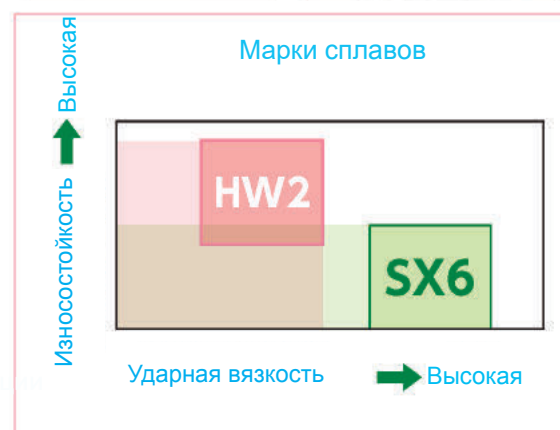 Марки сплавов
Износостойкость Высокая
HW2
SX6
Ударная вязкость Высокая